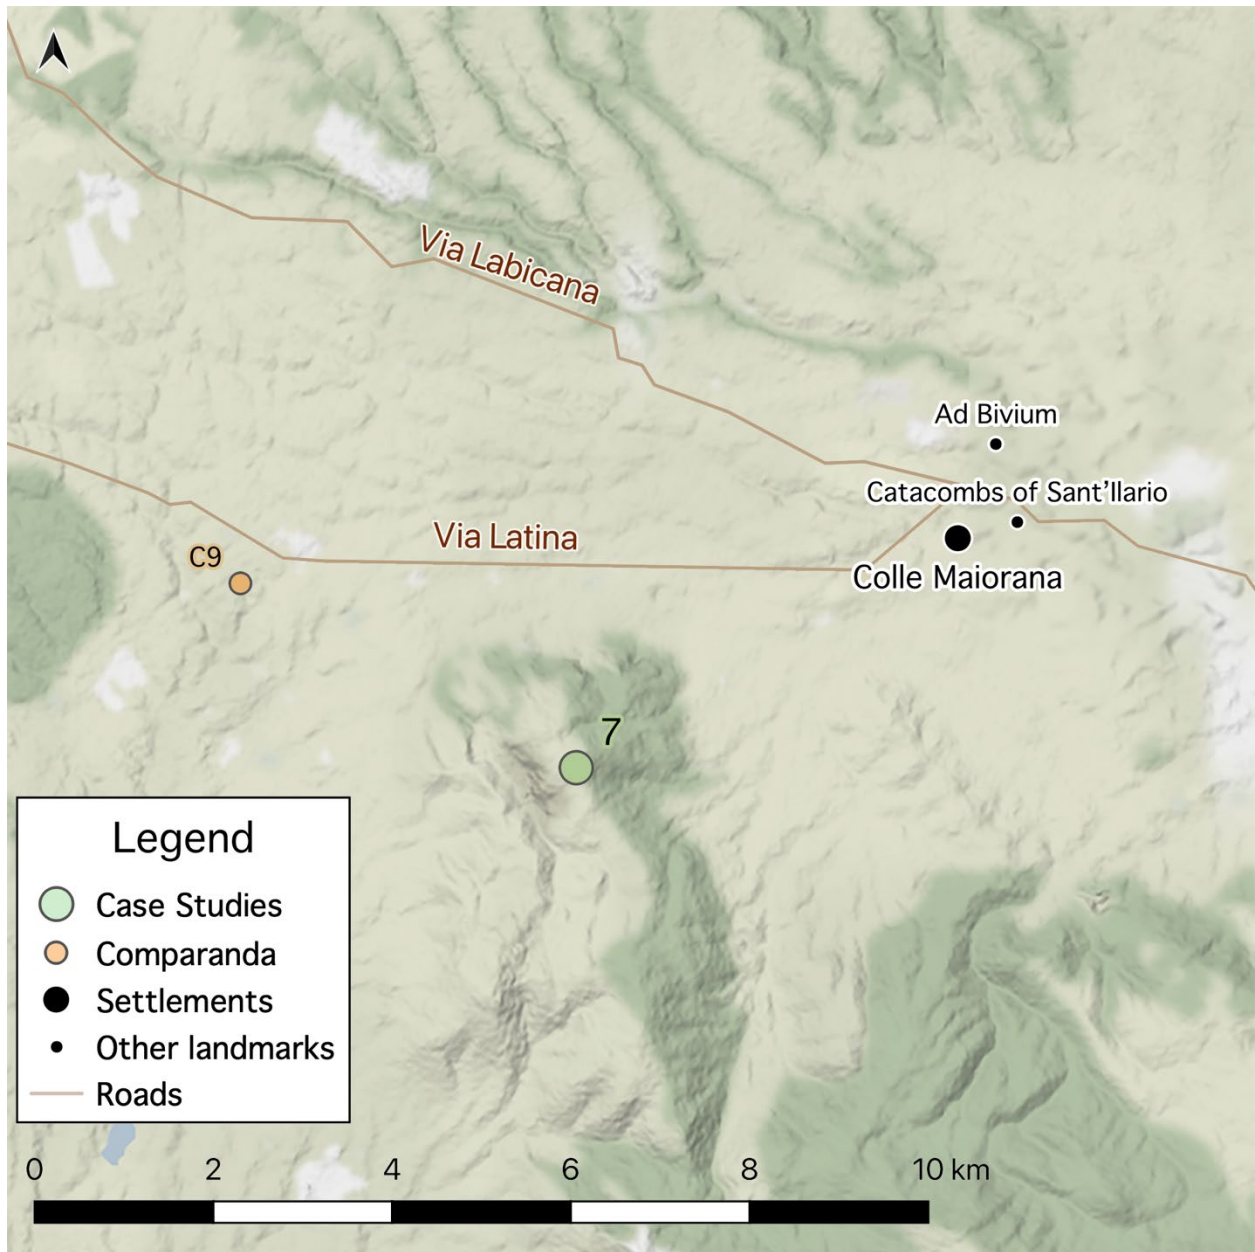 Via Labicana
Ad Bivium
Catacombs of Sant'Ilario
Via Latina
C9
Colle Maiorana
7
Legend
Case Studies
Comparanda
Settlements
Other landmarks
Roads
0 2 4 6 8 10 km